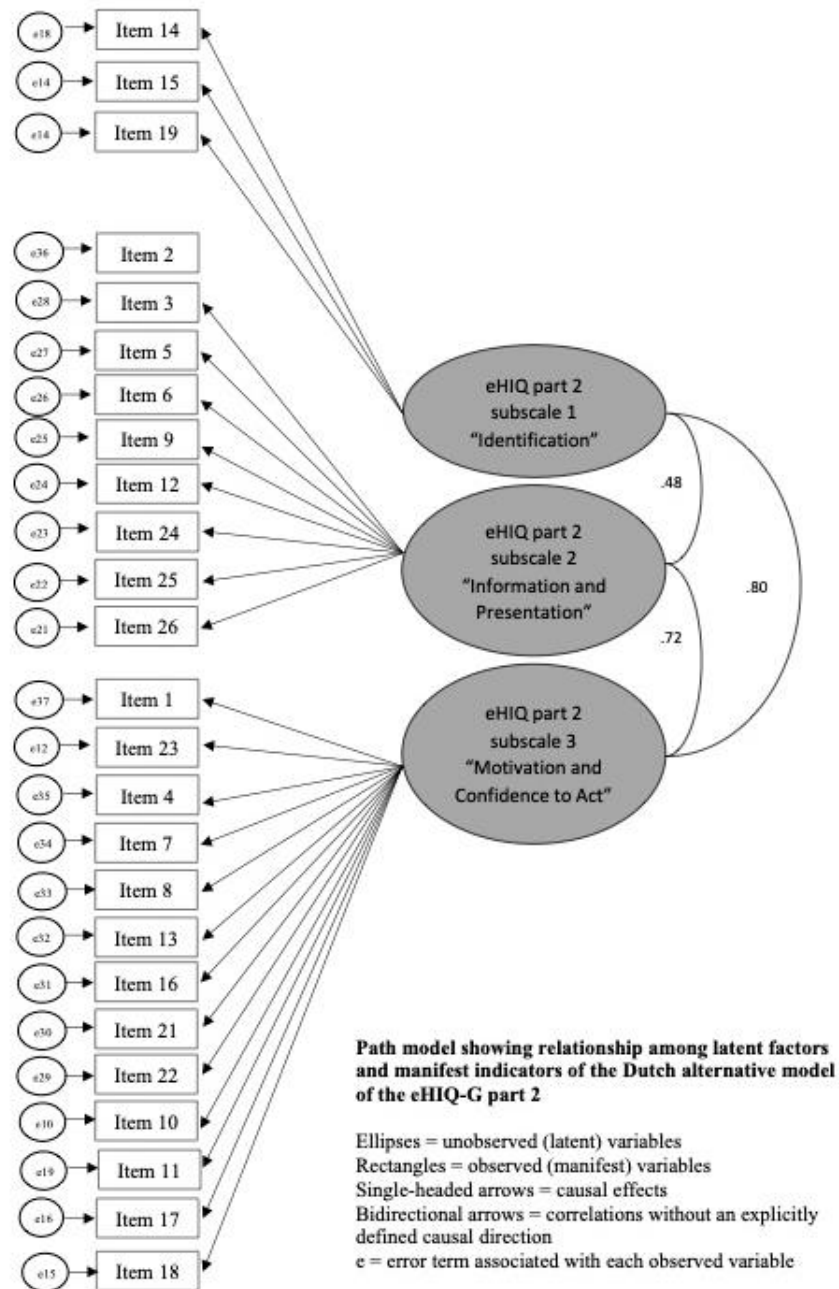 e18 Item 14
e14 Item 15
e14 Item 19
e36 Item 2
e28 Item 3
e27 Item 5
e26 Item 6
e25 Item 9
e24 Item 12
e23 Item 24
e22 Item 25
e21 Item 26
e37 Item 1
e12 Item 23
e35 Item 4
e34 Item 7
e33 Item 8
e32 Item 13
e31 Item 16
e30 Item 21
e29 Item 22
e10 Item 10
e19 Item 11
e16 Item 17
e15 Item 18
eHIQ part 2
subscale 1
“Identification”
eHIQ part 2
subscale 2
“Information and
Presentation”
eHIQ part 2
subscale 3
“Motivation and
Confidence to Act”
.48
.72
.80
Path model showing relationship among latent factors
and manifest indicators of the Dutch alternative model
of the eHIQ-G part 2
Ellipses = unobserved (latent) variables
Rectangles = observed (manifest) variables
Single-headed arrows = causal effects
Bidirectional arrows = correlations without an explicitly
defined causal direction
e = error term associated with each observed variable